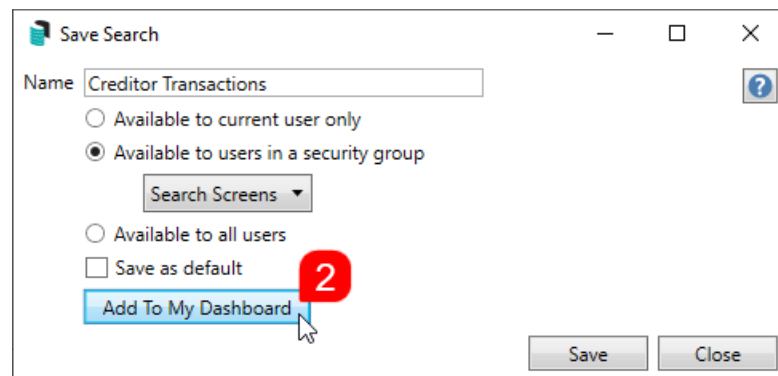 Save Search
Name Creditor Transactions
?
Available to current user only
Available to users in a security group
Search Screens
Available to all users
Save as default
2
Add To My Dashboard
Save Close